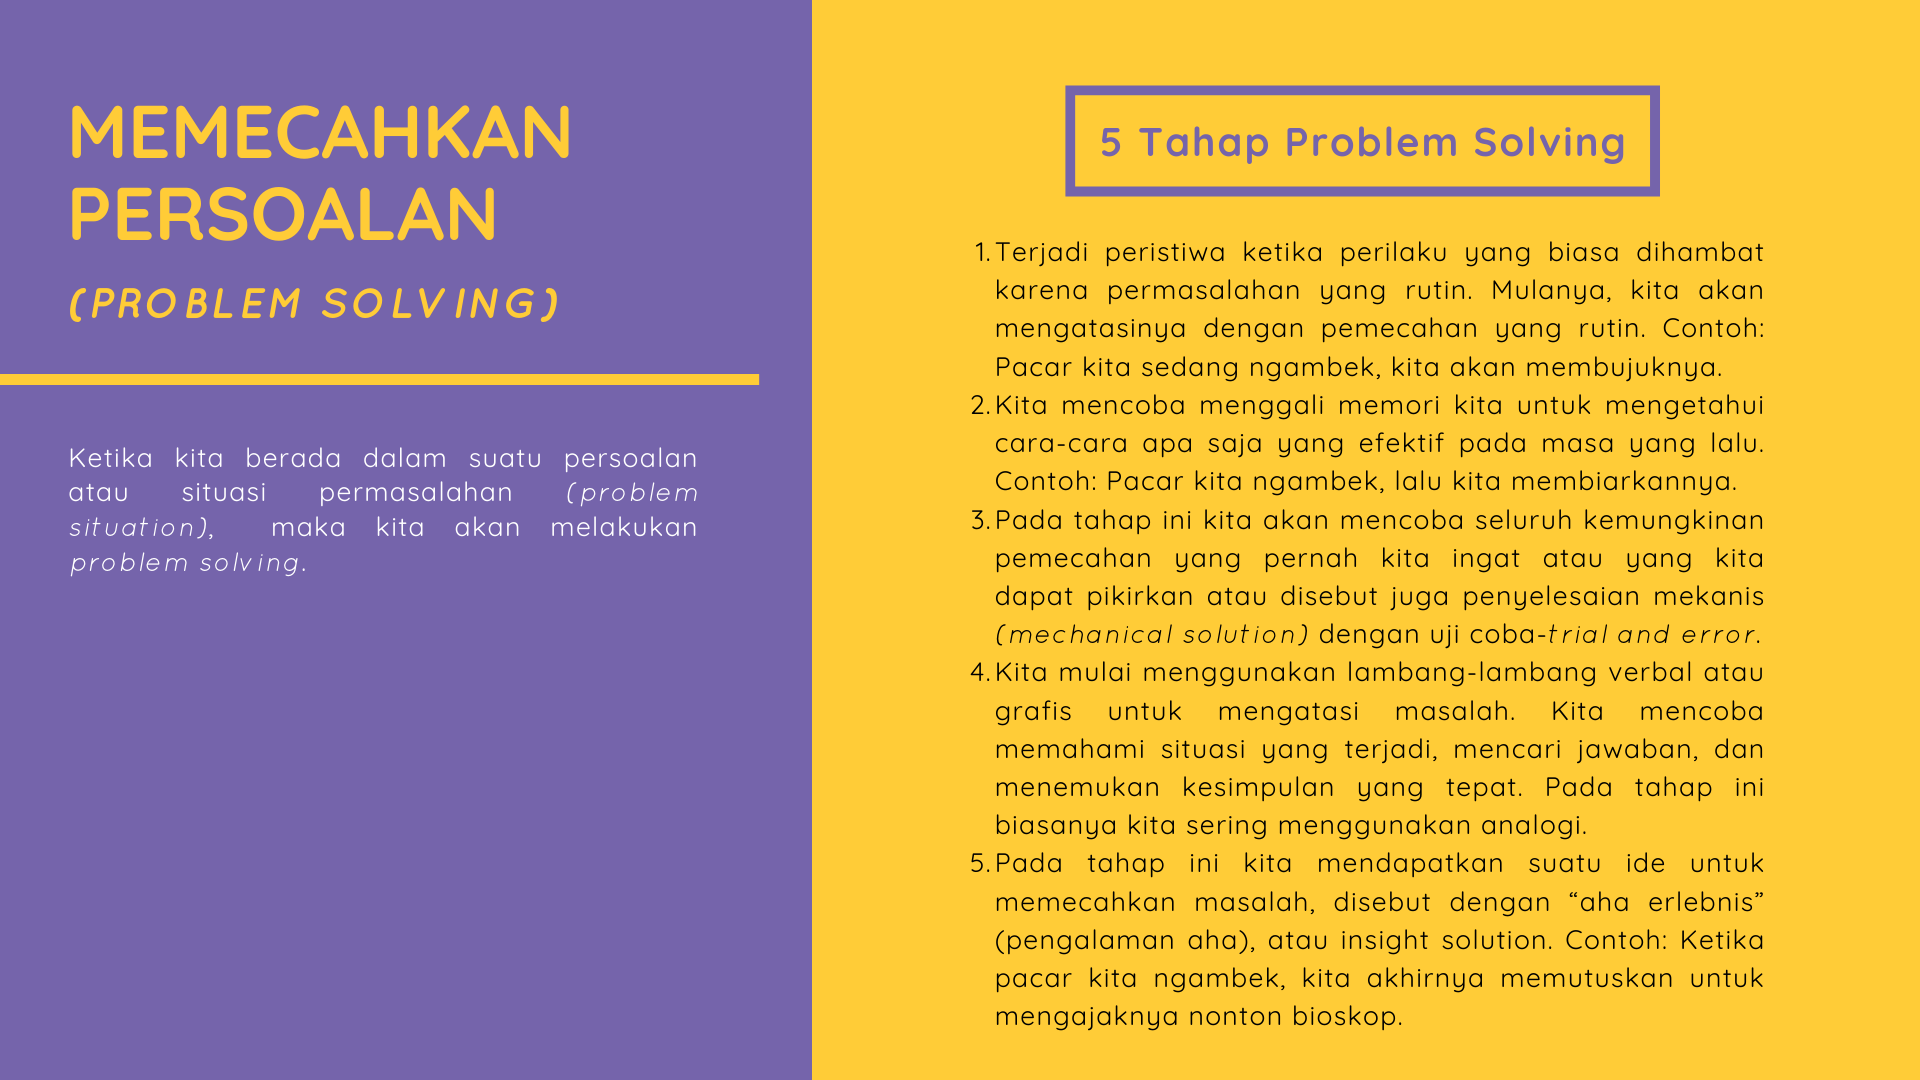 MEMECAHKAN
PERSOALAN
(PROBLEM SOLVING)
Ketika kita berada dalam suatu persoalan
atau situasi permasalahan (problem
situation), maka kita akan melakukan
problem solving.
5 Tahap Problem Solving
1. Terjadi peristiwa ketika perilaku yang biasa dihambat
karena permasalahan yang rutin. Mulanya, kita akan
mengatasinya dengan pemecahan yang rutin. Contoh:
Pacar kita sedang ngambek, kita akan membujuknya.
2. Kita mencoba menggali memori kita untuk mengetahui
cara-cara apa saja yang efektif pada masa yang lalu.
Contoh: Pacar kita ngambek, lalu kita membiarkannya.
3. Pada tahap ini kita akan mencoba seluruh kemungkinan
pemecahan yang pernah kita ingat atau yang kita
dapat pikirkan atau disebut juga penyelesaian mekanis
(mechanical solution) dengan uji coba-trial and error.
4. Kita mulai menggunakan lambang-lambang verbal atau
grafis untuk mengatasi masalah. Kita mencoba
memahami situasi yang terjadi, mencari jawaban, dan
menemukan kesimpulan yang tepat. Pada tahap ini
biasanya kita sering menggunakan analogi.
5. Pada tahap ini kita mendapatkan suatu ide untuk
memecahkan masalah, disebut dengan “aha erlebnis”
(pengalaman aha), atau insight solution. Contoh: Ketika
pacar kita ngambek, kita akhirnya memutuskan untuk
mengajaknya nonton bioskop.